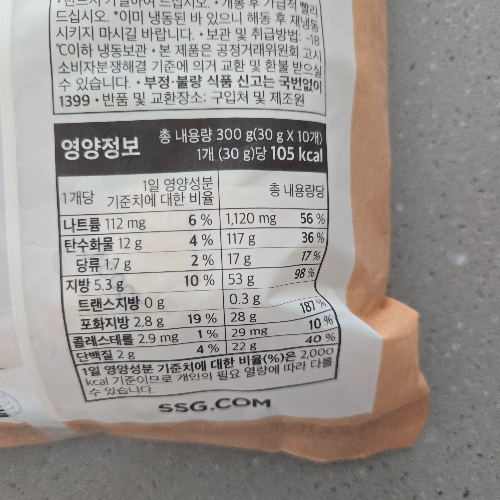 드십시오. *이미 냉동된 바 있으니 해동 후 재냉동
시키지 마시길 바랍니다. • 보관 및 취급방법: -18
℃이하 냉동보관 • 본 제품은 공정거래위원회 고시
소비자분쟁해결 기준에 의거 교환 및 환불 받으실
수 있습니다. • 부정·불량 식품 신고는 국번없이
1399 • 반품 및 교환장소: 구입처 및 제조원
영양정보 총 내용량 300 g(30 g X 10개)
1개 (30 g)당 105 kcal
1개당 1일 영양성분 기준치에 대한 비율 총 내용량당
나트륨 112 mg 6 % 1,120 mg 56 %
탄수화물 12 g 4 % 117 g 36 %
당류 1.7 g 2 % 17 g 17 %
지방 5.3 g 10 % 53 g 98 %
트랜스지방 0 g 0.3 g
포화지방 2.8 g 19 % 28 g 187 %
콜레스테롤 2.9 mg 1 % 29 mg 10 %
단백질 2 g 4 % 22 g 40 %
1일 영양성분 기준치에 대한 비율(%)은 2,000
kcal 기준이므로 개인의 필요 열량에 따라 다를
수 있습니다.
SSG.COM